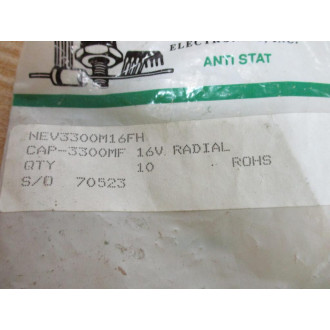 ANTI STAT
NEV3300M16FH
CAP-3300MF 16V RADIAL
QTY 10 . ROHS
S/O 70523